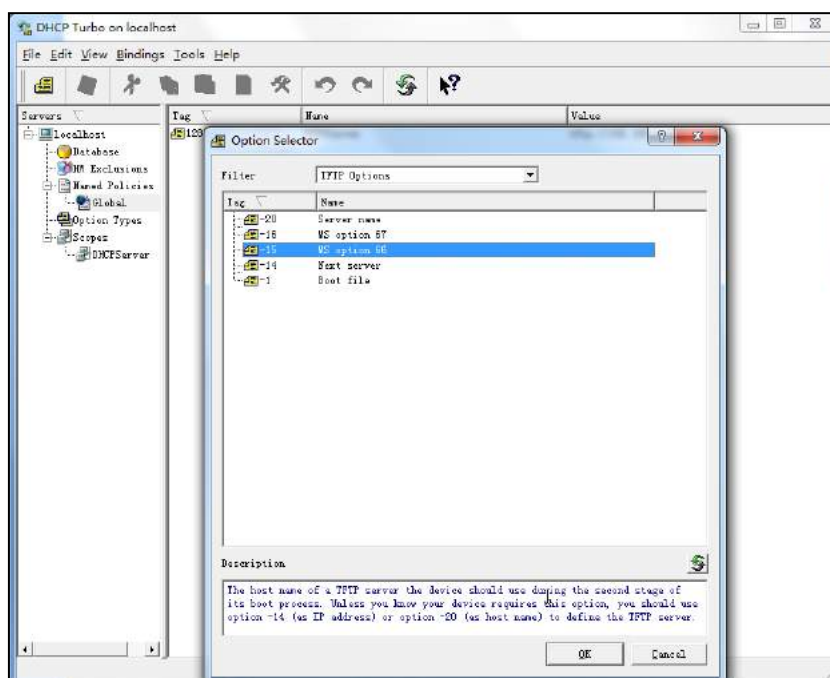 DHCP Turbo on localhost
File Edit View Bindings Tools Help
Servers
Tag Name Value
localhost
Database
HW Exclusions
Named Policies
Global
Option Types
Scopes
DHCPServer
Option Selector
Filter TFTP Options
Tag Name
-20 Server name
-16 MS option 67
-15 MS option 66
-14 Next server
-1 Boot file
Description
The host name of a TFTP server the device should use during the second stage of
its boot process. Unless you know your device requires this option, you should use
option -14 (as IP address) or option -20 (as host name) to define the TFTP server.
OK Cancel